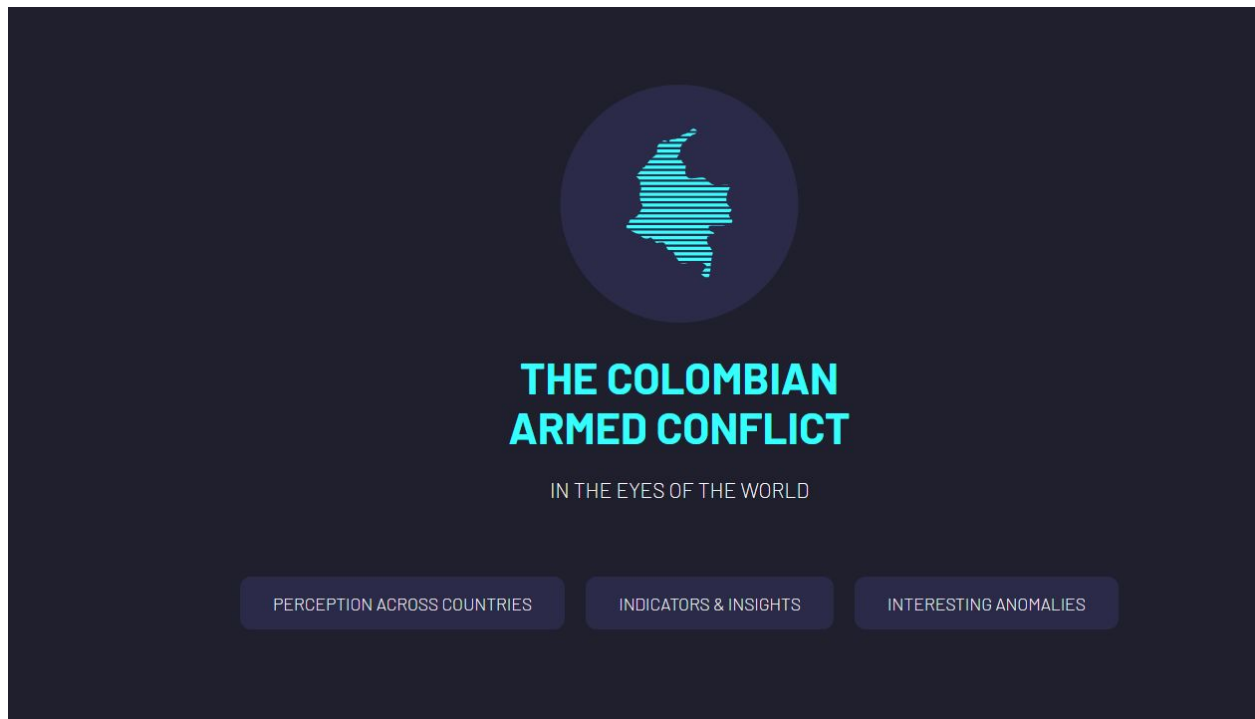 THE COLOMBIAN
ARMED CONFLICT
IN THE EYES OF THE WORLD
PERCEPTION ACROSS COUNTRIES
INDICATORS & INSIGHTS
INTERESTING ANOMALIES